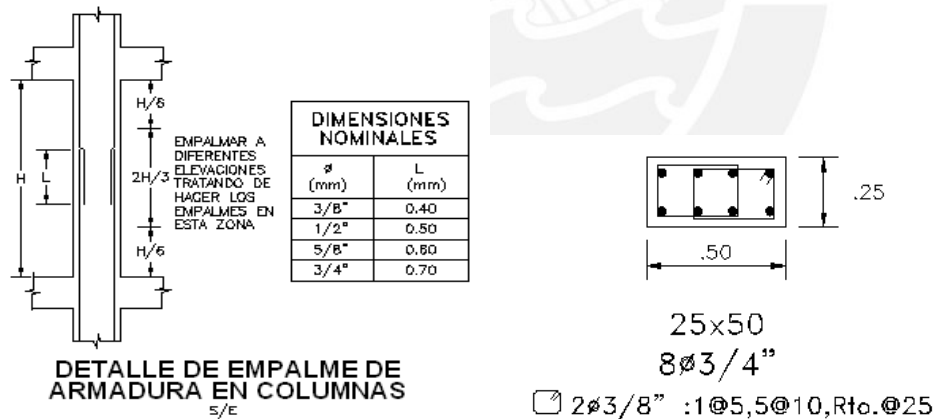 H/6
H
L
2H/3
EMPALMAR A
DIFERENTES
ELEVACIONES
TRATANDO DE
HACER LOS
EMPALMES EN
ESTA ZONA
H/6
DIMENSIONES
NOMINALES
ø L
(mm) (mm)
3/8" 0.40
1/2" 0.50
5/8" 0.60
3/4" 0.70
DETALLE DE EMPALME DE
ARMADURA EN COLUMNAS
S/E
.25
.50
25x50
8ø3/4"
2ø3/8" :1@5,5@10,Rto.@25